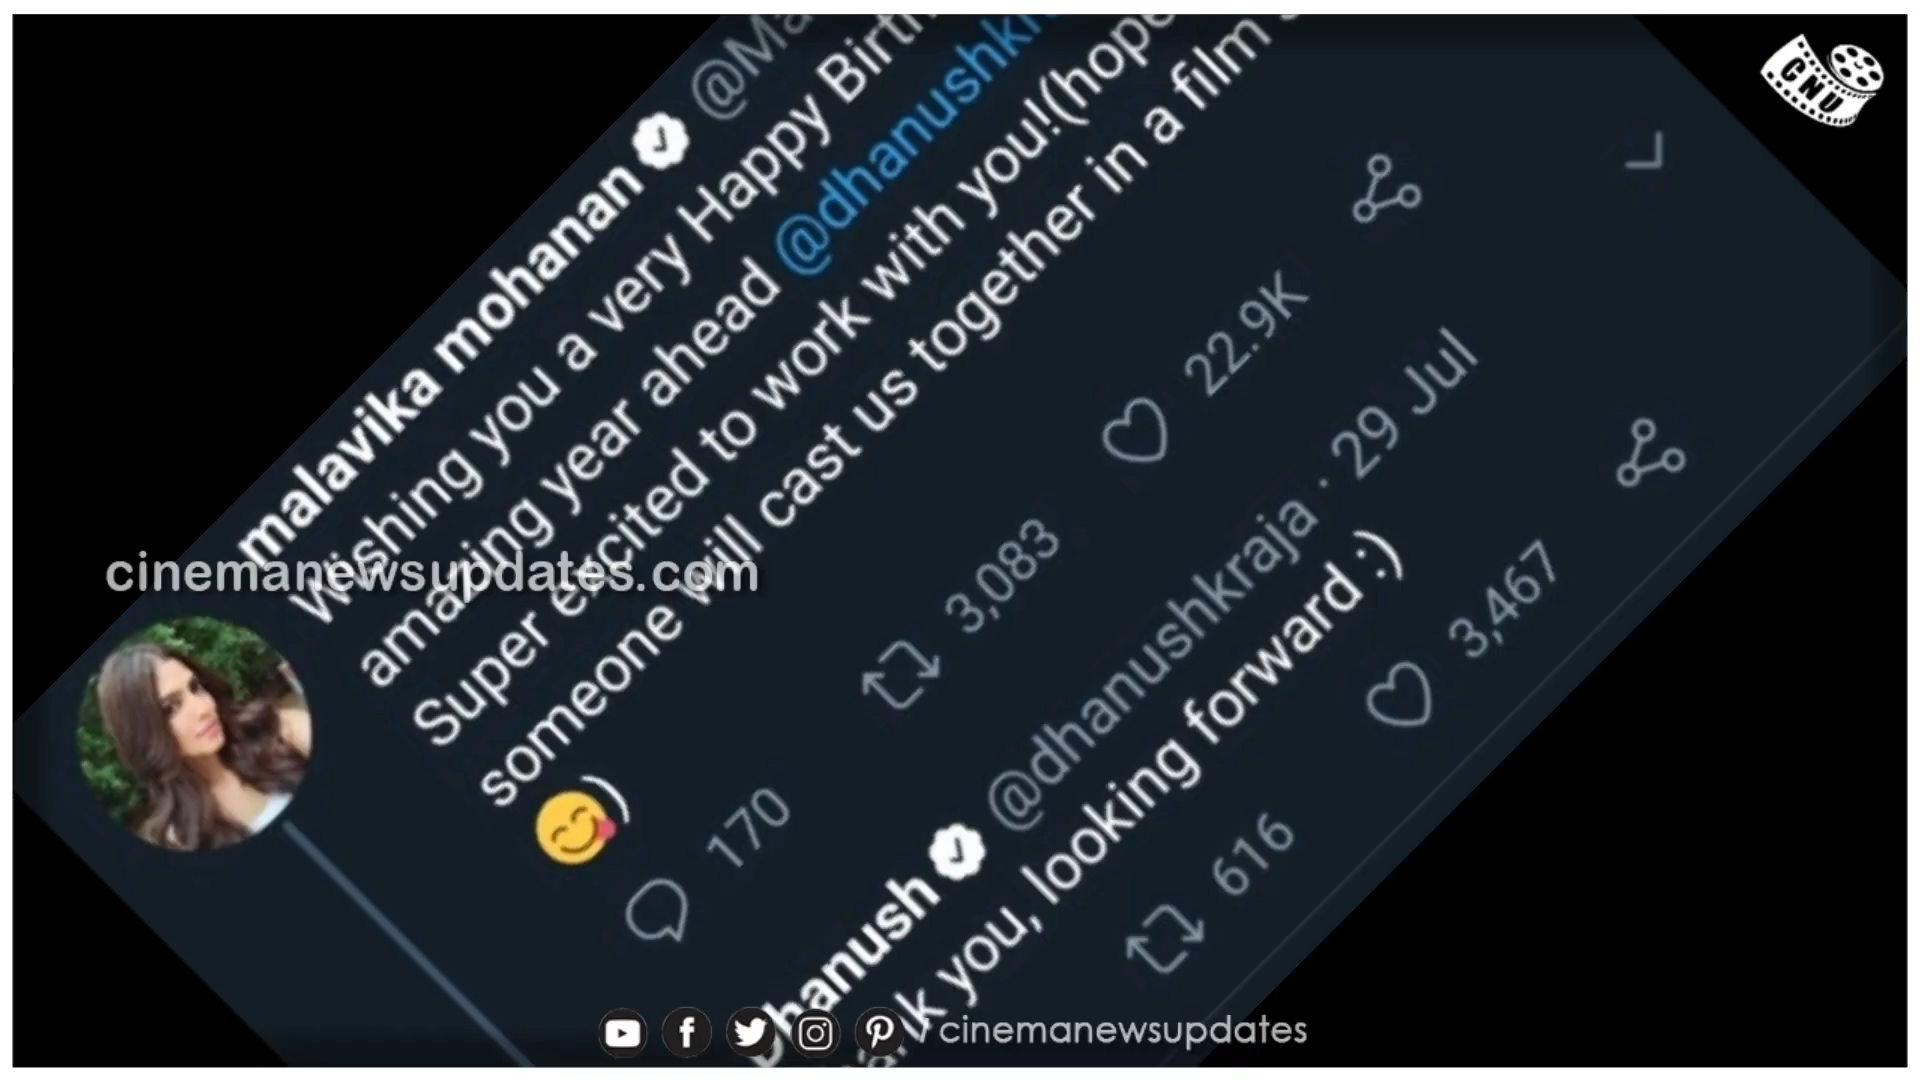 CNU
malavika mohanan @Ma
Wishing you a very Happy Birth
amazing year ahead @dhanushkr
Super excited to work with you!(hope
someone will cast us together in a film
😋)
170 3,083 22.9K
Dhanush @dhanushkraja · 29 Jul
you, looking forward :)
616 3,467
cinemanewsupdates.com
/ cinemanewsupdates